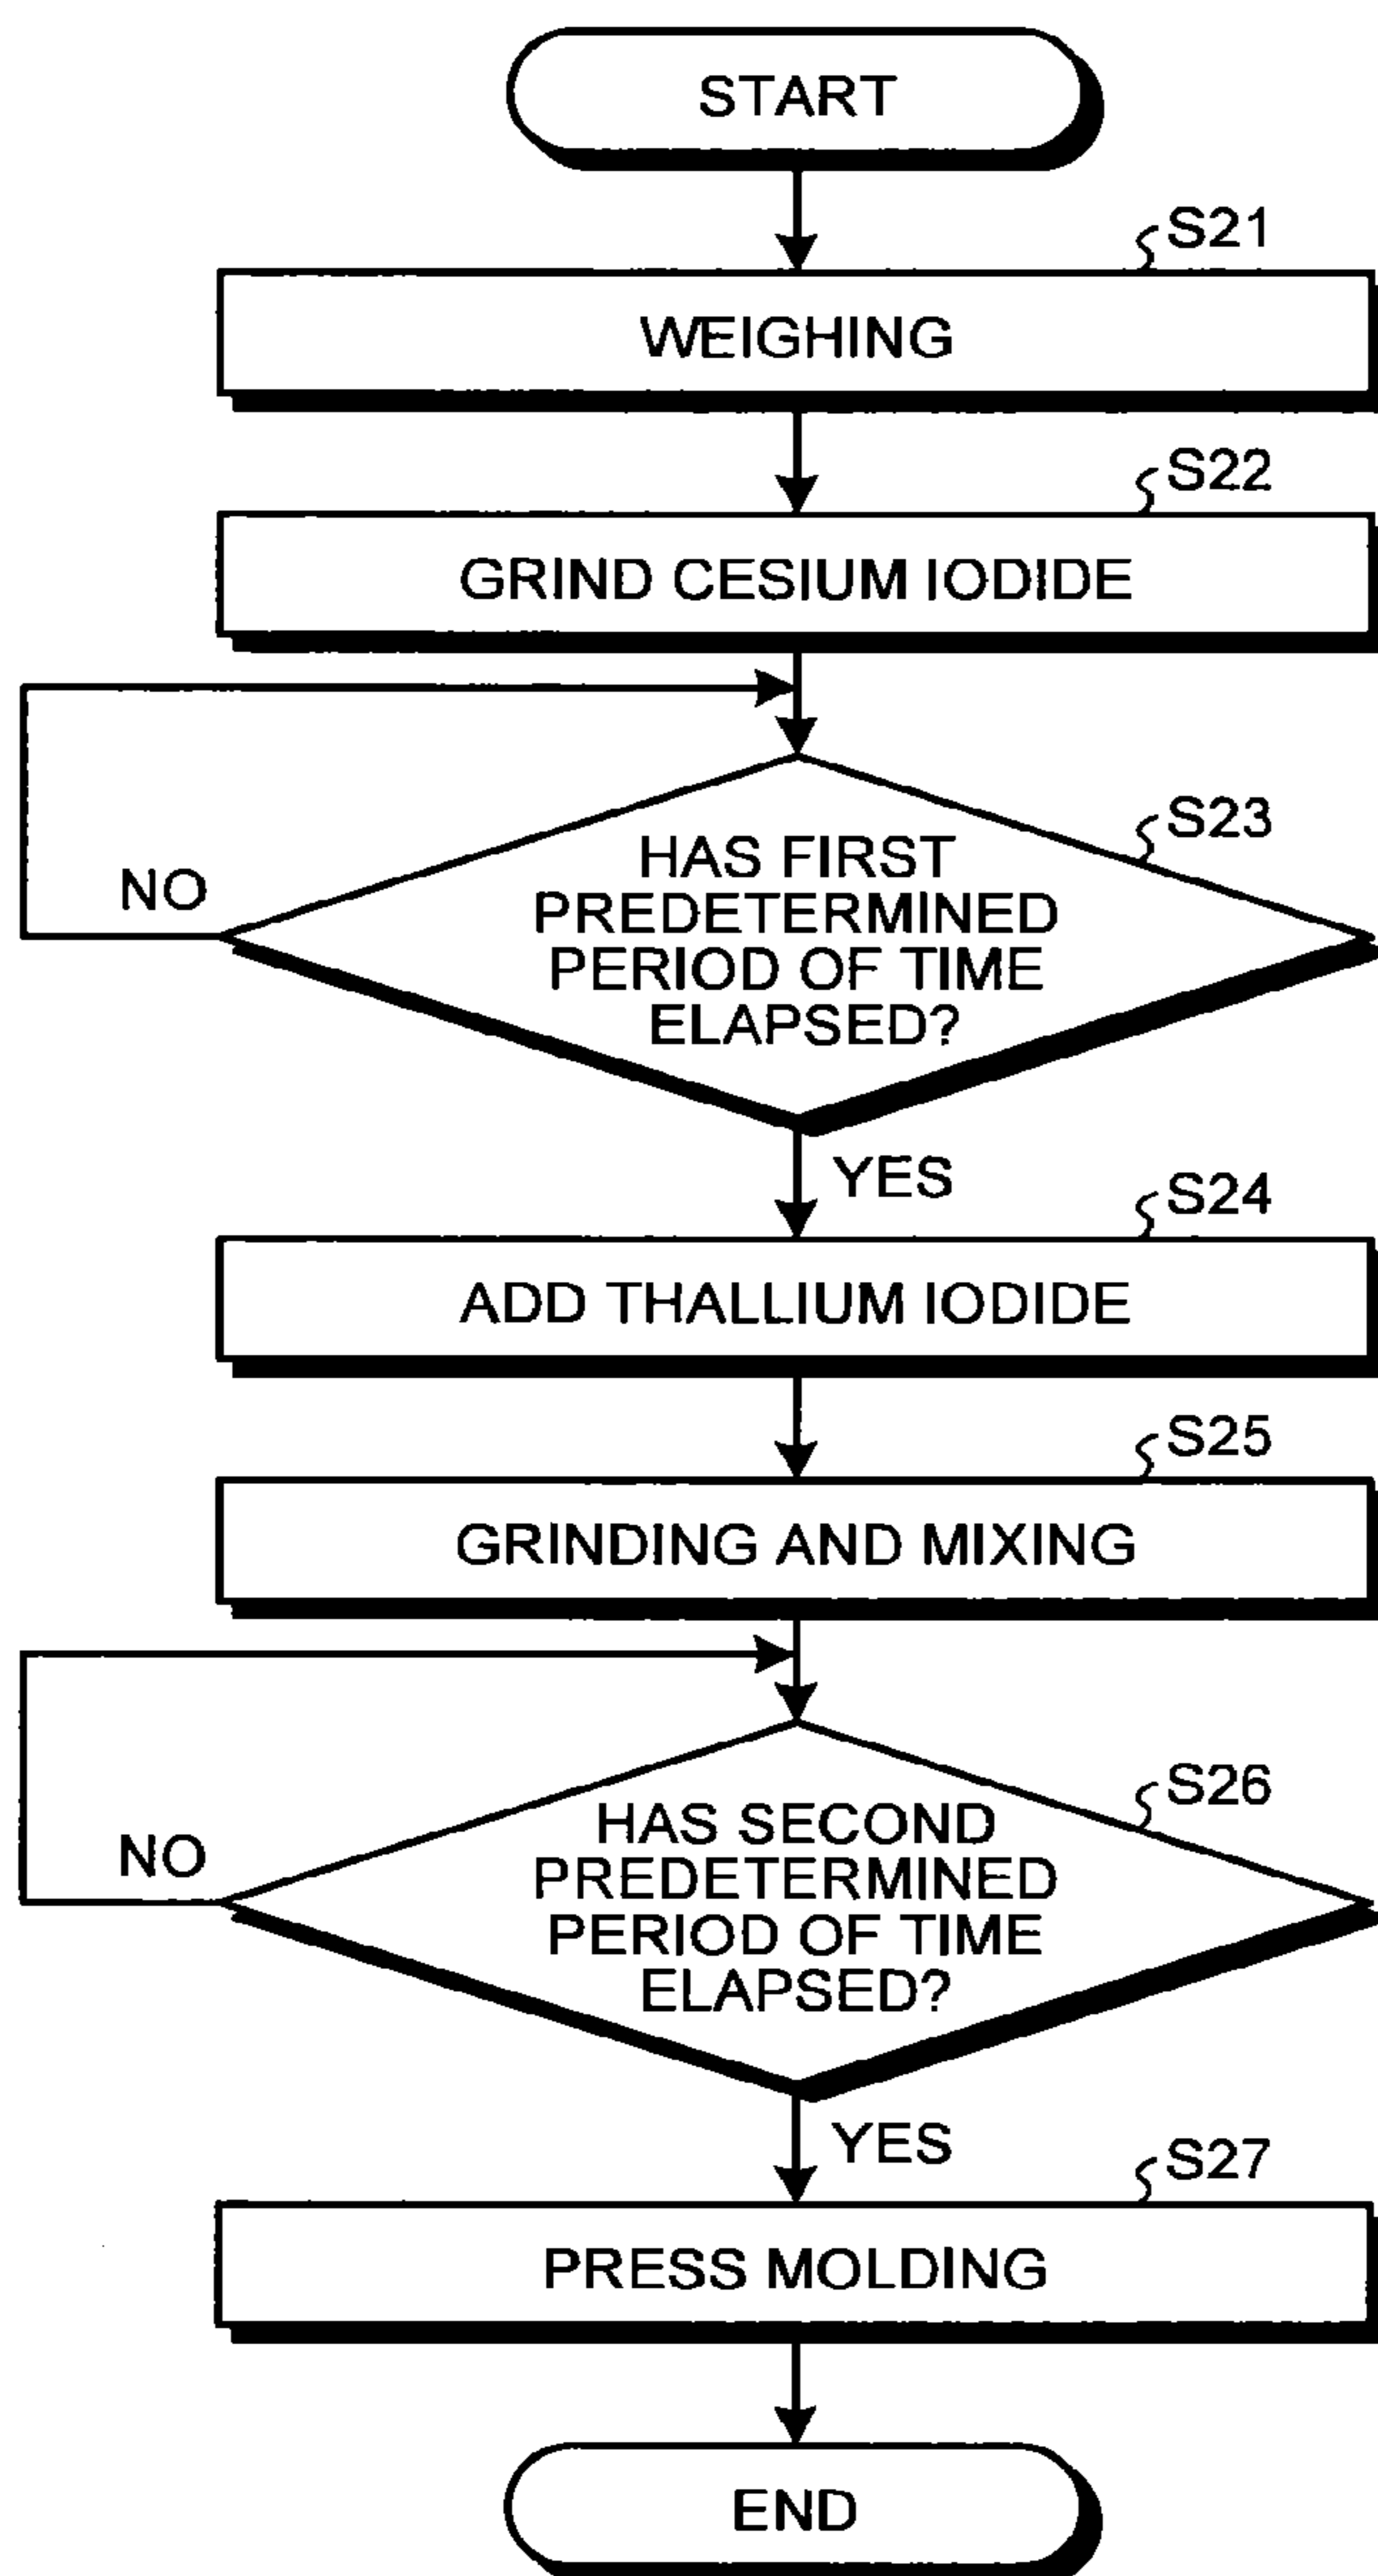 START
S21
WEIGHING
S22
GRIND CESIUM IODIDE
S23
HAS FIRST
PREDETERMINED
PERIOD OF TIME
ELAPSED?
NO
YES
S24
ADD THALLIUM IODIDE
S25
GRINDING AND MIXING
S26
HAS SECOND
PREDETERMINED
PERIOD OF TIME
ELAPSED?
NO
YES
S27
PRESS MOLDING
END